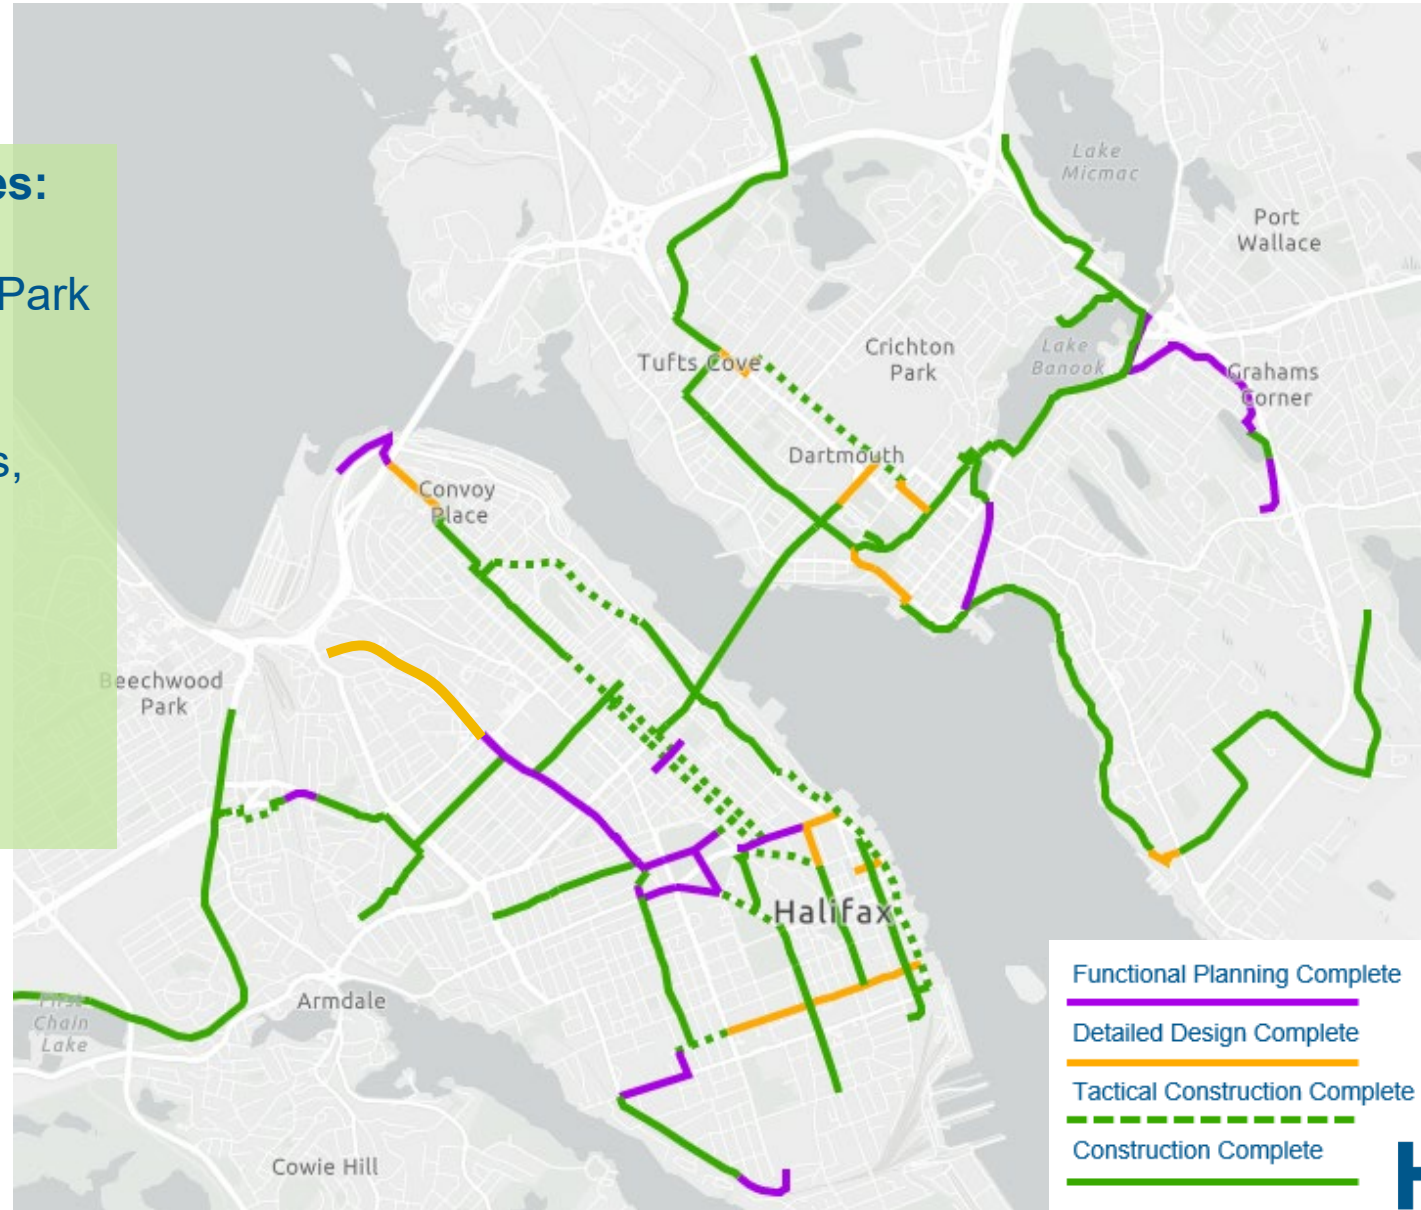 es:
Park
s,
Lake
Micmac
Port
Wallace
Tufts Cove
Crichton
Park
Lake
Banook
Grahams
Corner
Dartmouth
Convoy
Place
Beechwood
Park
Halifax
Armdale
First
Chain
Lake
Cowie Hill
Functional Planning Complete
Detailed Design Complete
Tactical Construction Complete
Construction Complete
H